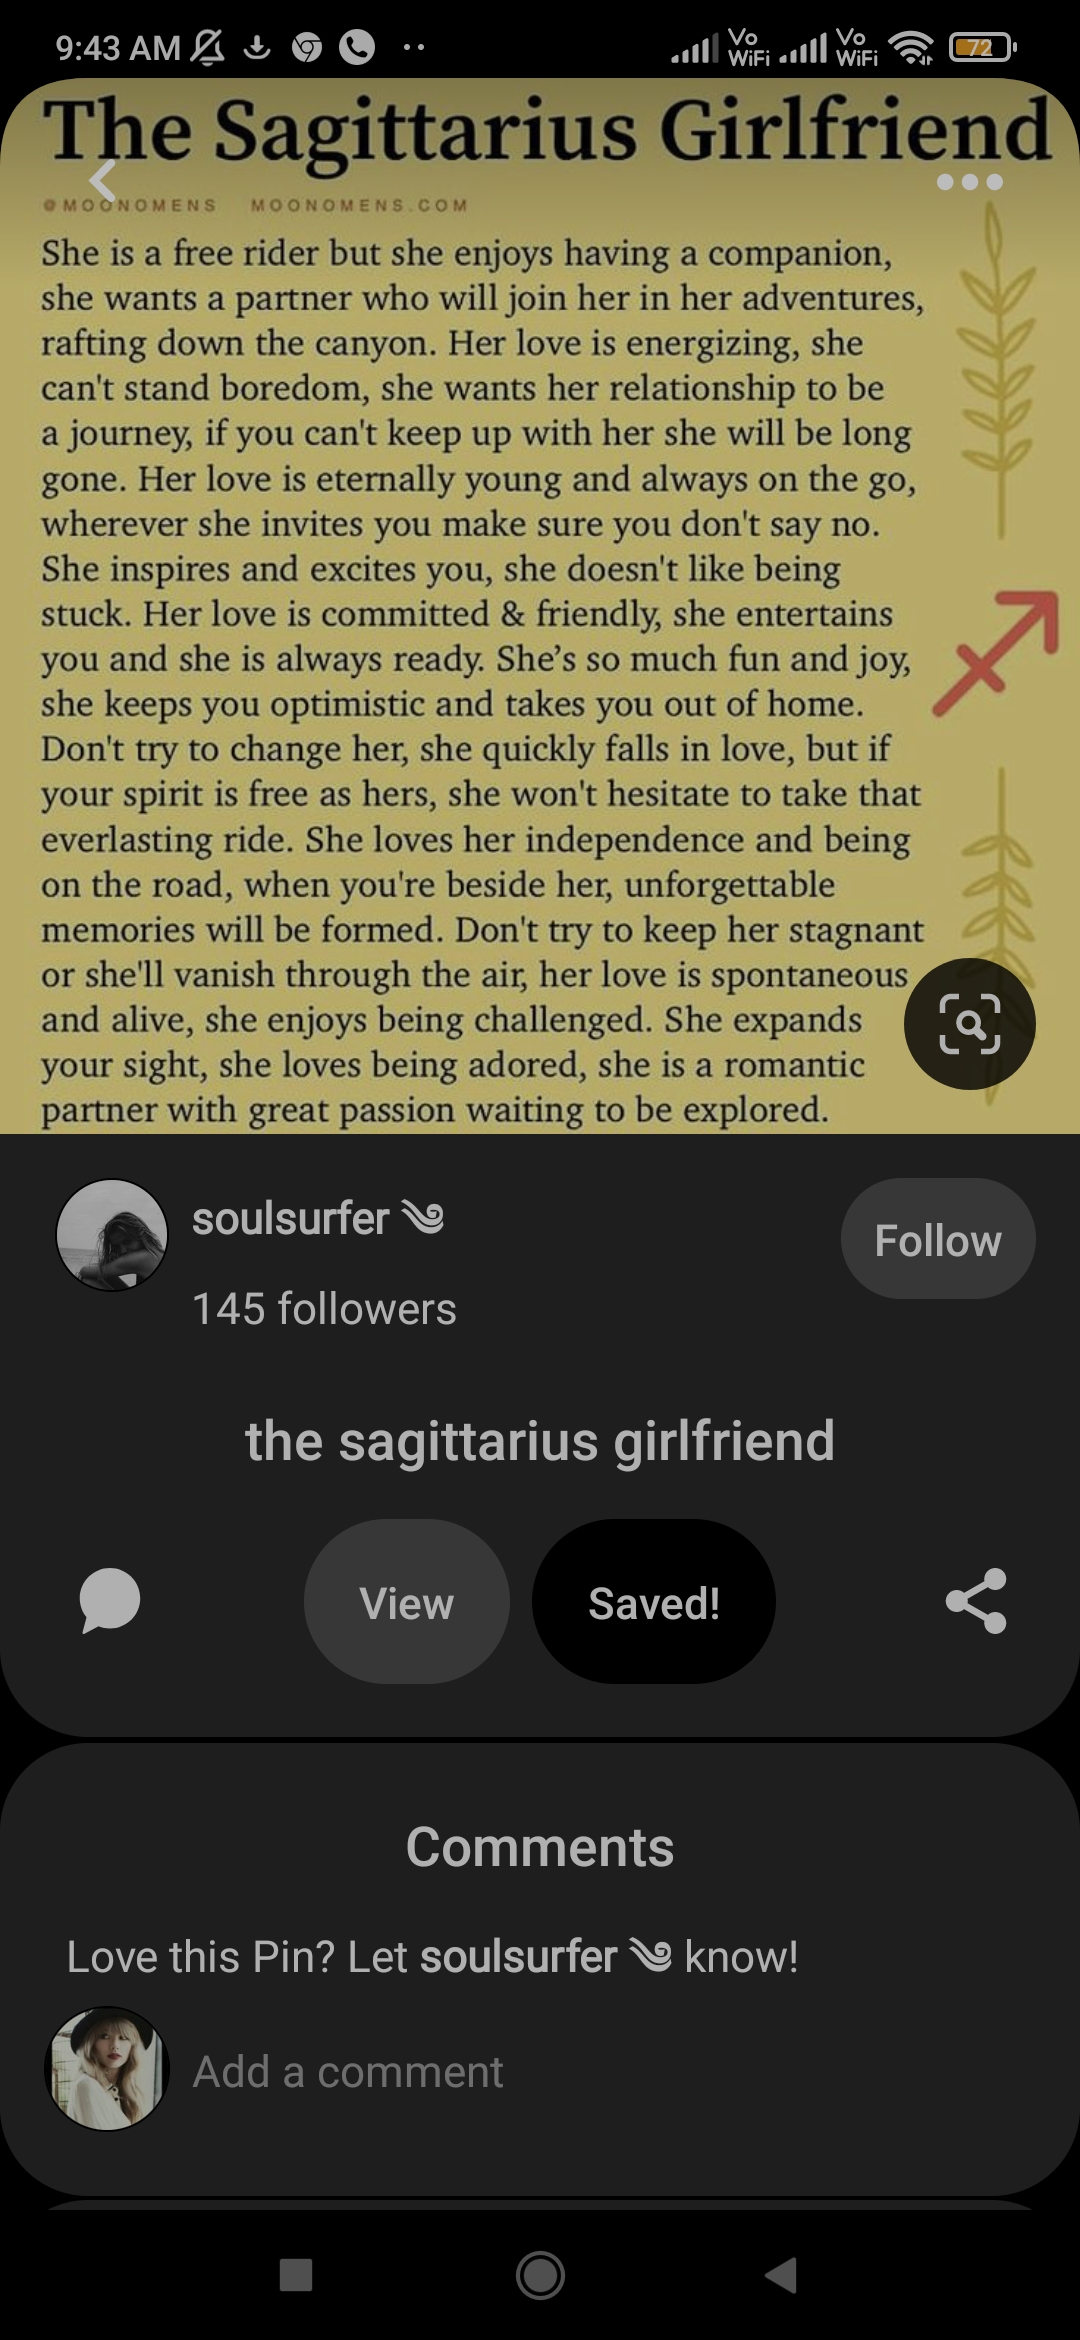 9:43 AM
Vo WiFi Vo WiFi 72
The Sagittarius Girlfriend
@MOONOMENS MOONOMENS.COM
She is a free rider but she enjoys having a companion,
she wants a partner who will join her in her adventures,
rafting down the canyon. Her love is energizing, she
can't stand boredom, she wants her relationship to be
a journey, if you can't keep up with her she will be long
gone. Her love is eternally young and always on the go,
wherever she invites you make sure you don't say no.
She inspires and excites you, she doesn't like being
stuck. Her love is committed & friendly, she entertains
you and she is always ready. She’s so much fun and joy,
she keeps you optimistic and takes you out of home.
Don't try to change her, she quickly falls in love, but if
your spirit is free as hers, she won't hesitate to take that
everlasting ride. She loves her independence and being
on the road, when you're beside her, unforgettable
memories will be formed. Don't try to keep her stagnant
or she'll vanish through the air, her love is spontaneous
and alive, she enjoys being challenged. She expands
your sight, she loves being adored, she is a romantic
partner with great passion waiting to be explored.
soulsurfer ༄
Follow
145 followers
the sagittarius girlfriend
View
Saved!
Comments
Love this Pin? Let soulsurfer ༄ know!
Add a comment